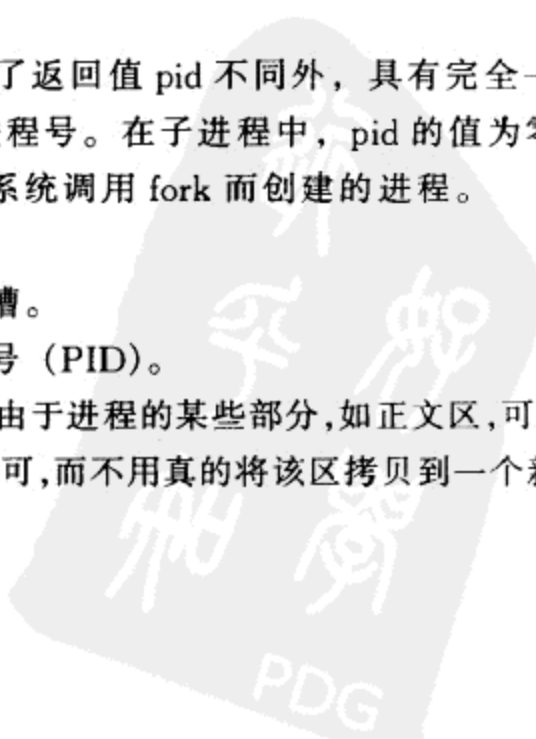 了返回值 pid 不同外，具有完全
程号。在子进程中，pid 的值为
系统调用 fork 而创建的进程。
槽。
号（PID）。
由于进程的某些部分,如正文区,可
可,而不用真的将该区拷贝到一个
PDG